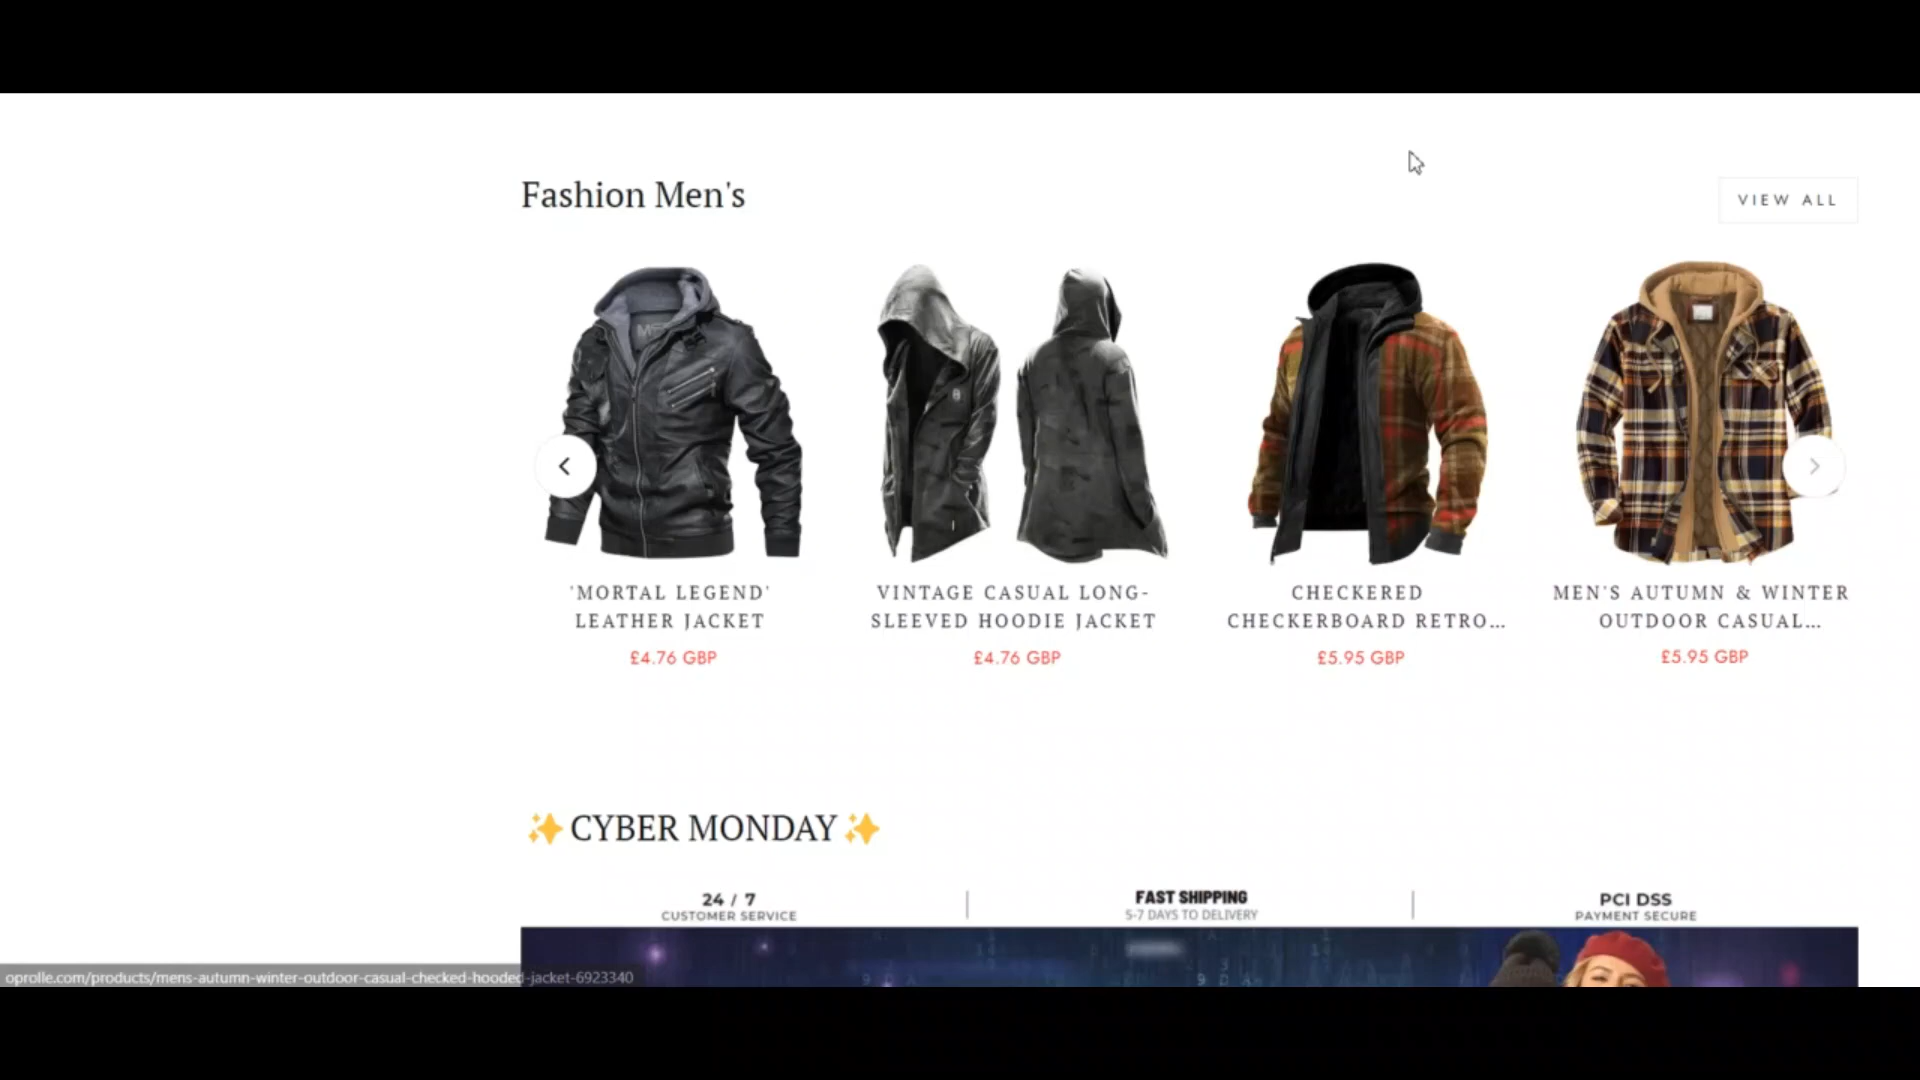 Fashion Men's
VIEW ALL
'MORTAL LEGEND'
LEATHER JACKET
£4.76 GBP
VINTAGE CASUAL LONG-
SLEEVED HOODIE JACKET
£4.76 GBP
CHECKERED
CHECKERBOARD RETRO...
£5.95 GBP
MEN'S AUTUMN & WINTER
OUTDOOR CASUAL...
£5.95 GBP
✨ CYBER MONDAY ✨
24 / 7
CUSTOMER SERVICE
FAST SHIPPING
5-7 DAYS TO DELIVERY
PCI DSS
PAYMENT SECURE
oprolle.com/products/mens-autumn-winter-outdoor-casual-checked-hooded-jacket-6923340